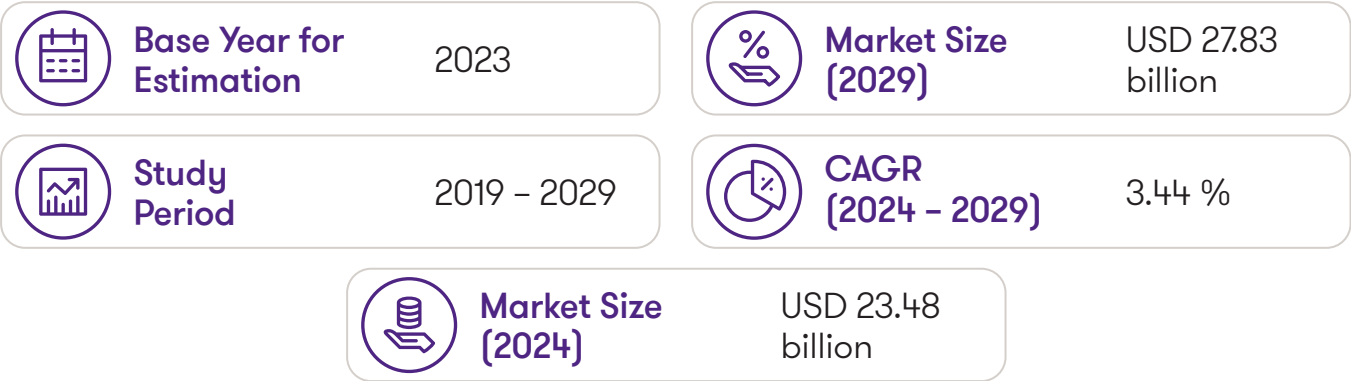 Base Year for
Estimation
2023
Market Size
(2029)
USD 27.83
billion
Study
Period
2019 – 2029
CAGR
(2024 – 2029)
3.44 %
Market Size
(2024)
USD 23.48
billion